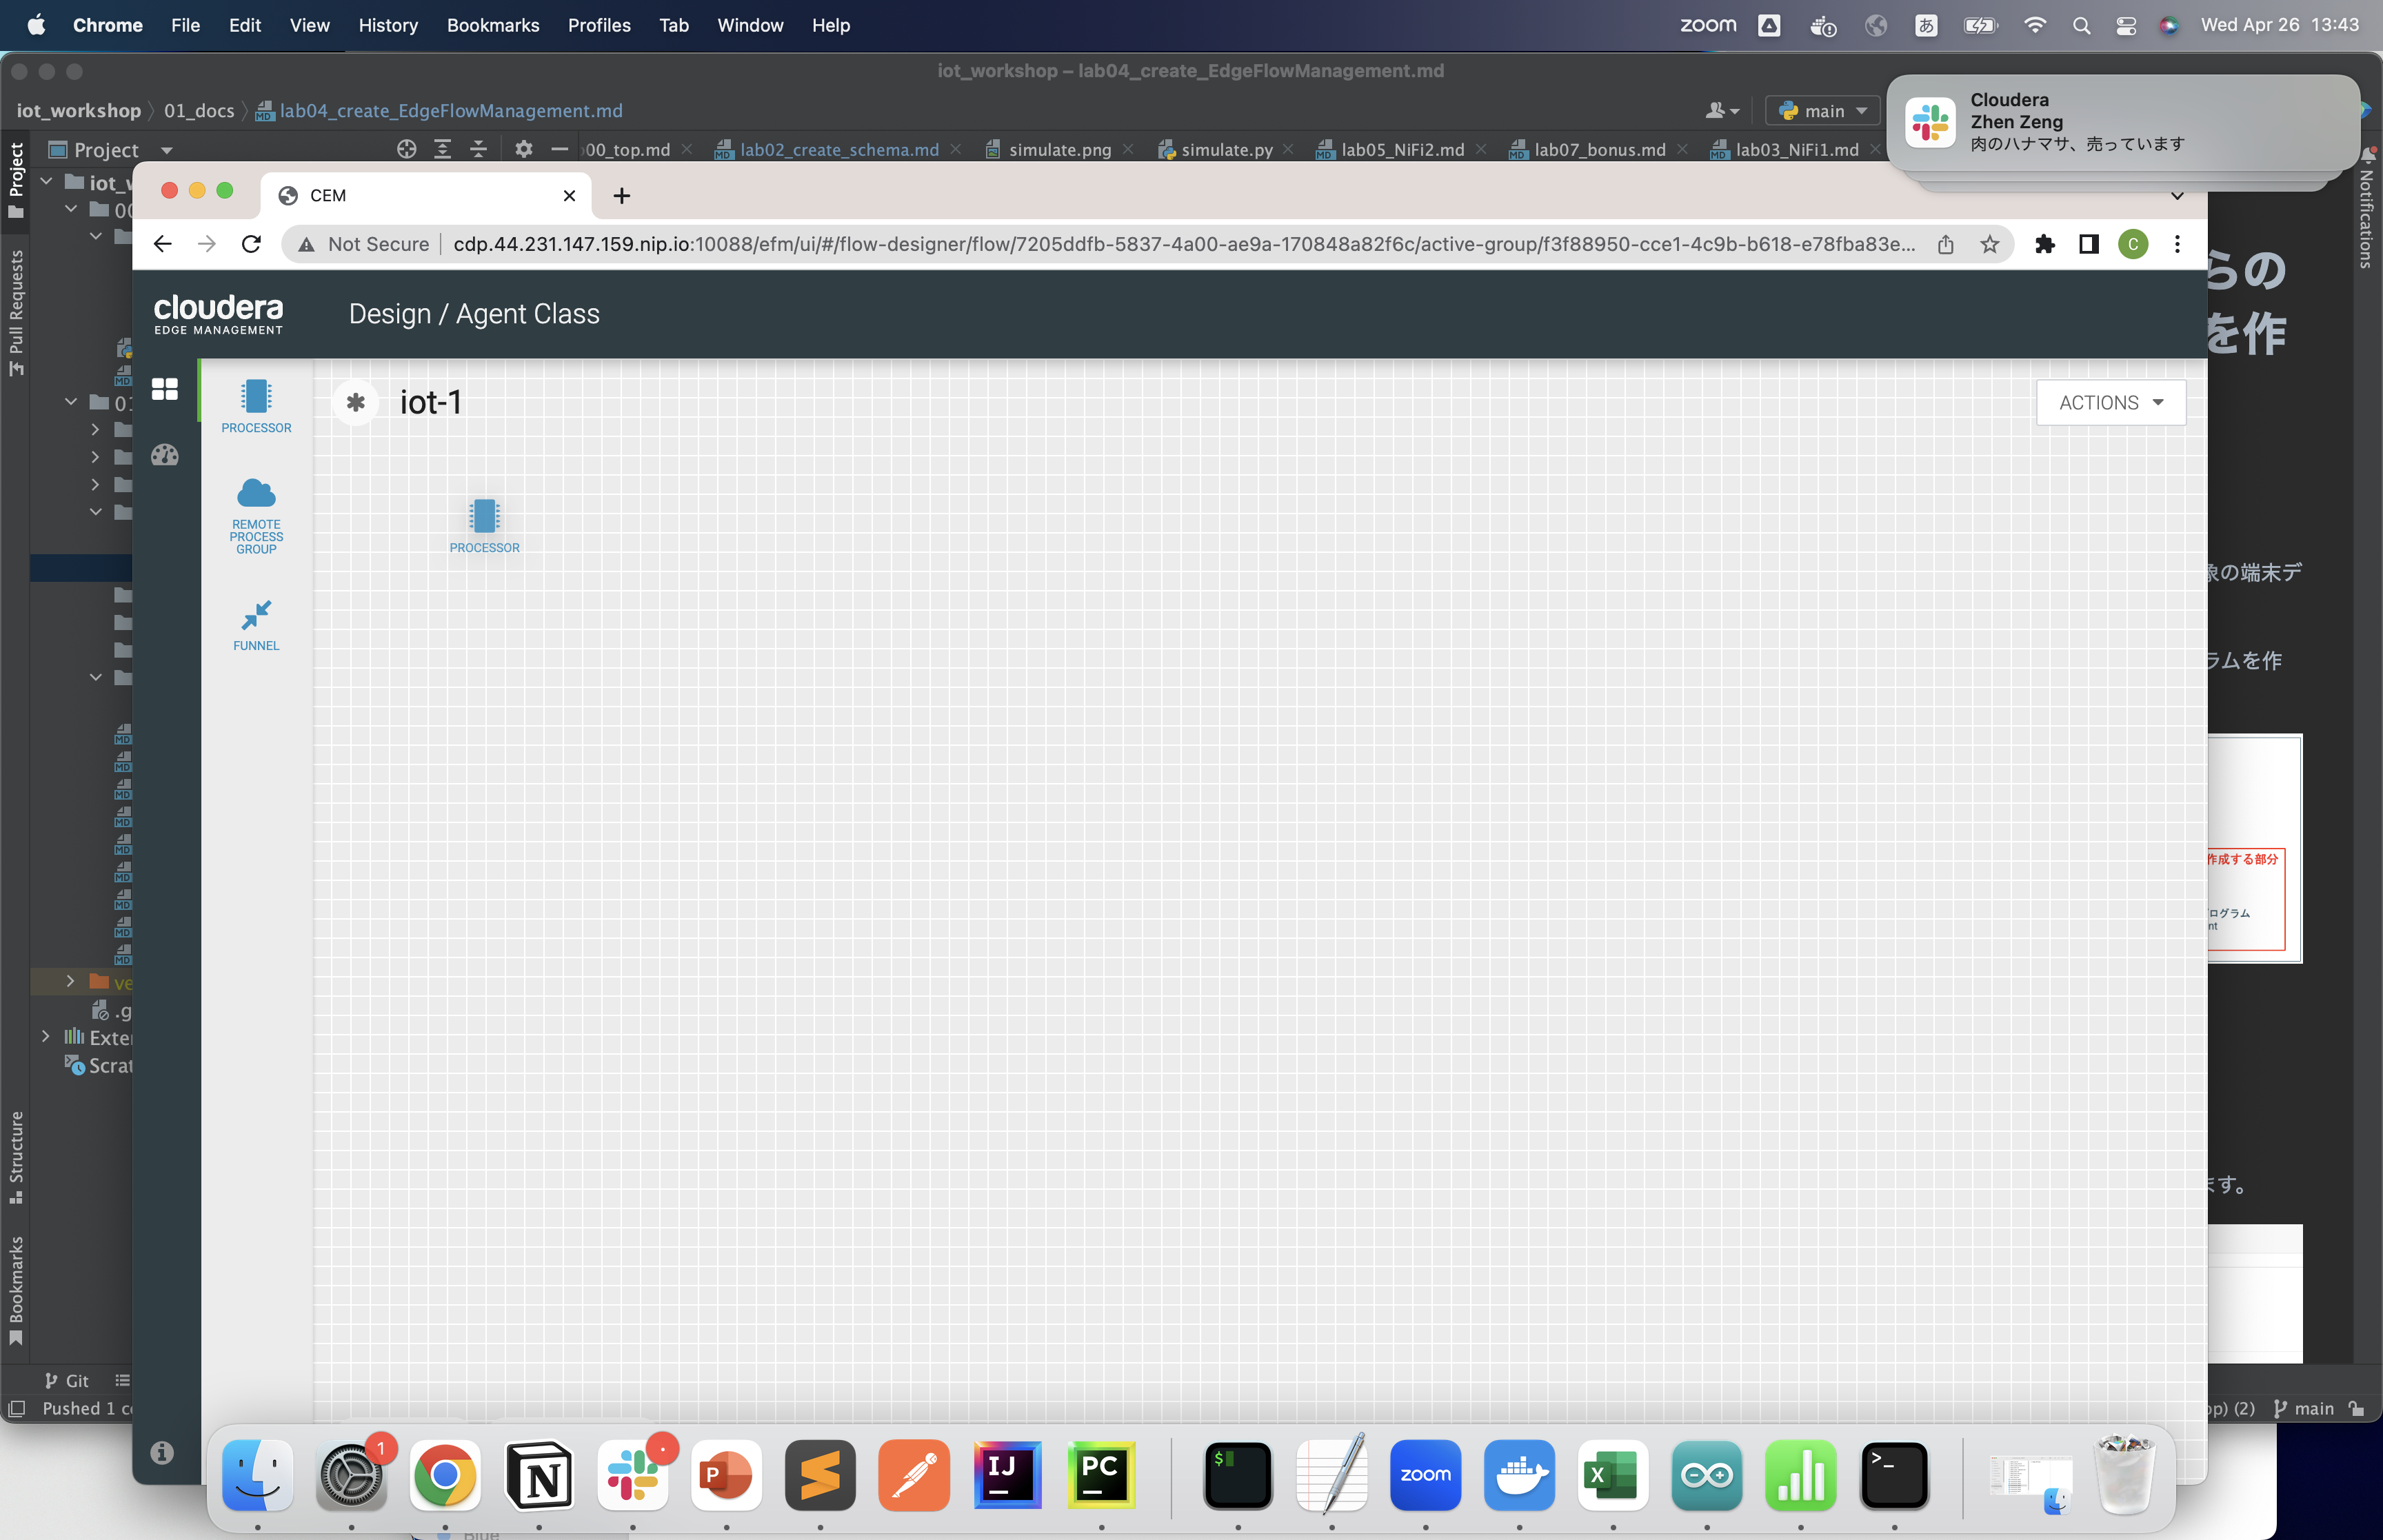 Chrome File Edit View History Bookmarks Profiles Tab Window Help
zoom あ Wed Apr 26 13:43
iot_workshop – lab04_create_EdgeFlowManagement.md
iot_workshop 01_docs lab04_create_EdgeFlowManagement.md
main
Cloudera
Zhen Zeng
肉のハナマサ、売っています
Project
Project
00_top.md lab02_create_schema.md simulate.png simulate.py lab05_NiFi2.md lab07_bonus.md lab03_NiFi1.md
Notifications
Pull Requests
CEM
Not Secure cdp.44.231.147.159.nip.io:10088/efm/ui/#/flow-designer/flow/7205ddfb-5837-4a00-ae9a-170848a82f6c/active-group/f3f88950-cce1-4c9b-b618-e78fba83e...
C
cloudera
EDGE MANAGEMENT
Design / Agent Class
iot-1
ACTIONS
PROCESSOR
REMOTE
PROCESS
GROUP
FUNNEL
PROCESSOR
らの
を作
象の端末デ
ラムを作
作成する部分
ログラム
nt
ます。
Structure
Bookmarks
Git
Pushed 1 c
op) (2) main
1
N
P
IJ
PC
$
zoom
X
>_
Blue